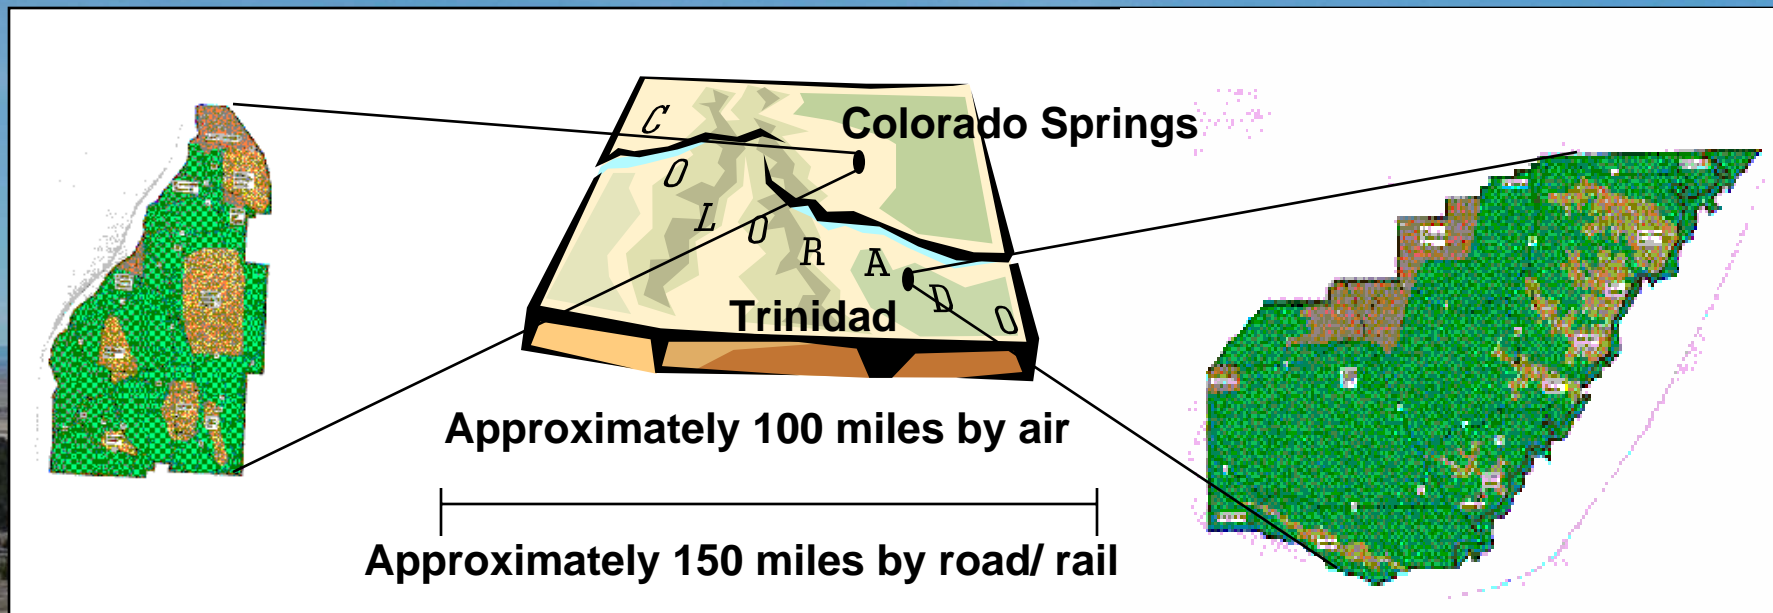 Colorado Springs
C
O
L
O
R
A
D
O
Trinidad
Approximately 100 miles by air
Approximately 150 miles by road/ rail